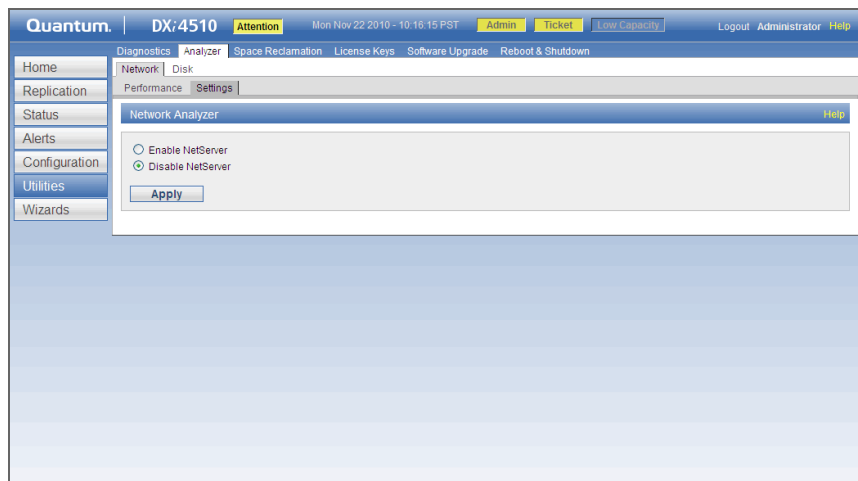 Quantum. DXi4510 Attention Mon Nov 22 2010 - 10:16:15 PST Admin Ticket Low Capacity Logout Administrator Help
Diagnostics Analyzer Space Reclamation License Keys Software Upgrade Reboot & Shutdown
Home
Replication
Status
Alerts
Configuration
Utilities
Wizards
Network Disk
Performance Settings
Network Analyzer Help
Enable NetServer
Disable NetServer
Apply